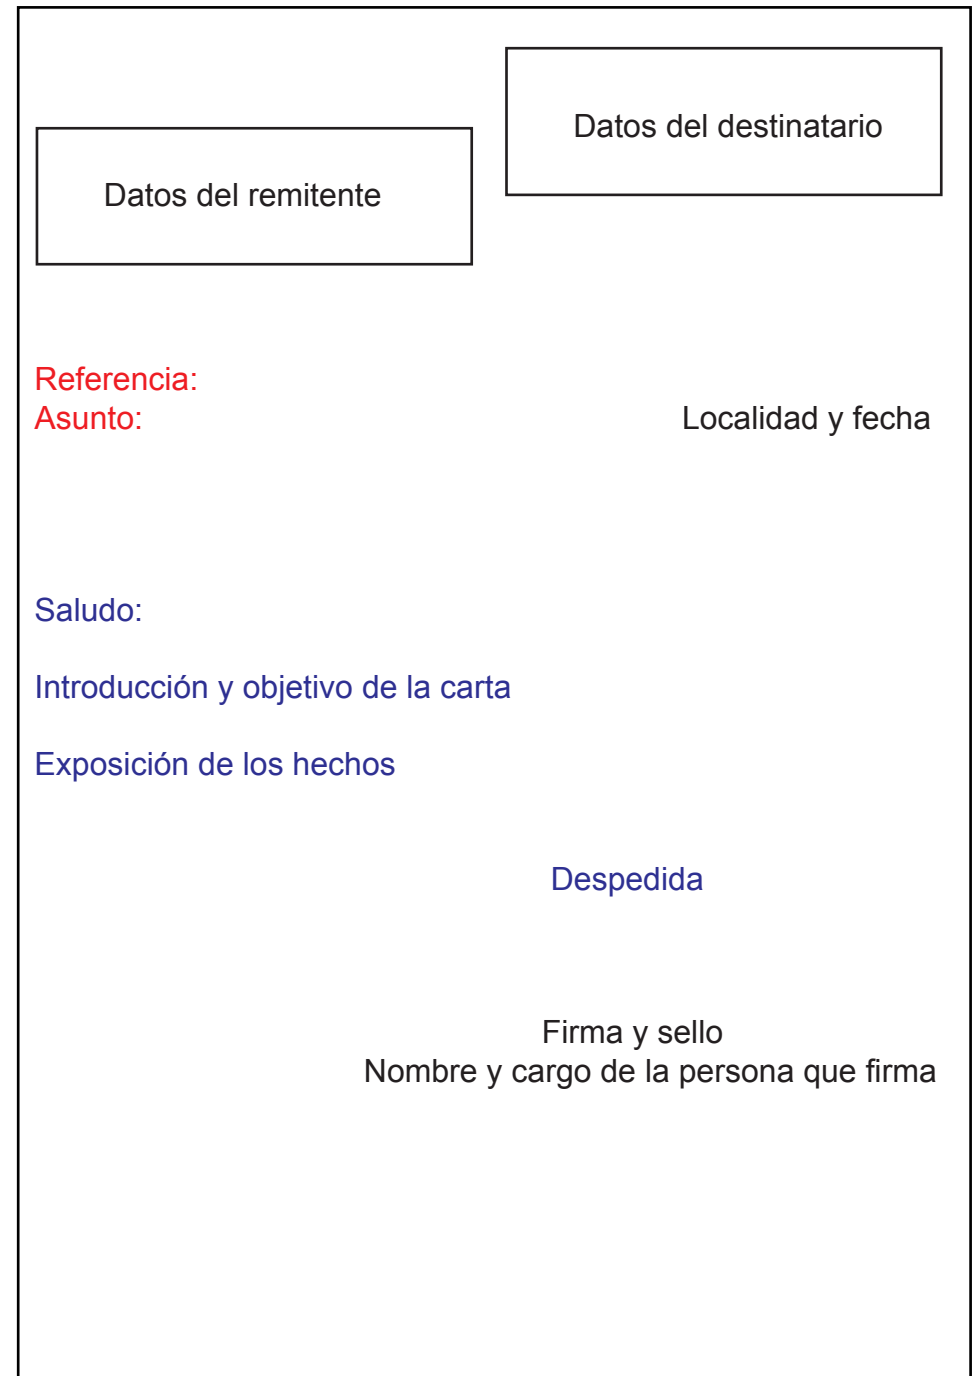 Datos del destinatario
Datos del remitente
Referencia:
Asunto:
Localidad y fecha
Saludo:
Introducción y objetivo de la carta
Exposición de los hechos
Despedida
Firma y sello
Nombre y cargo de la persona que firma